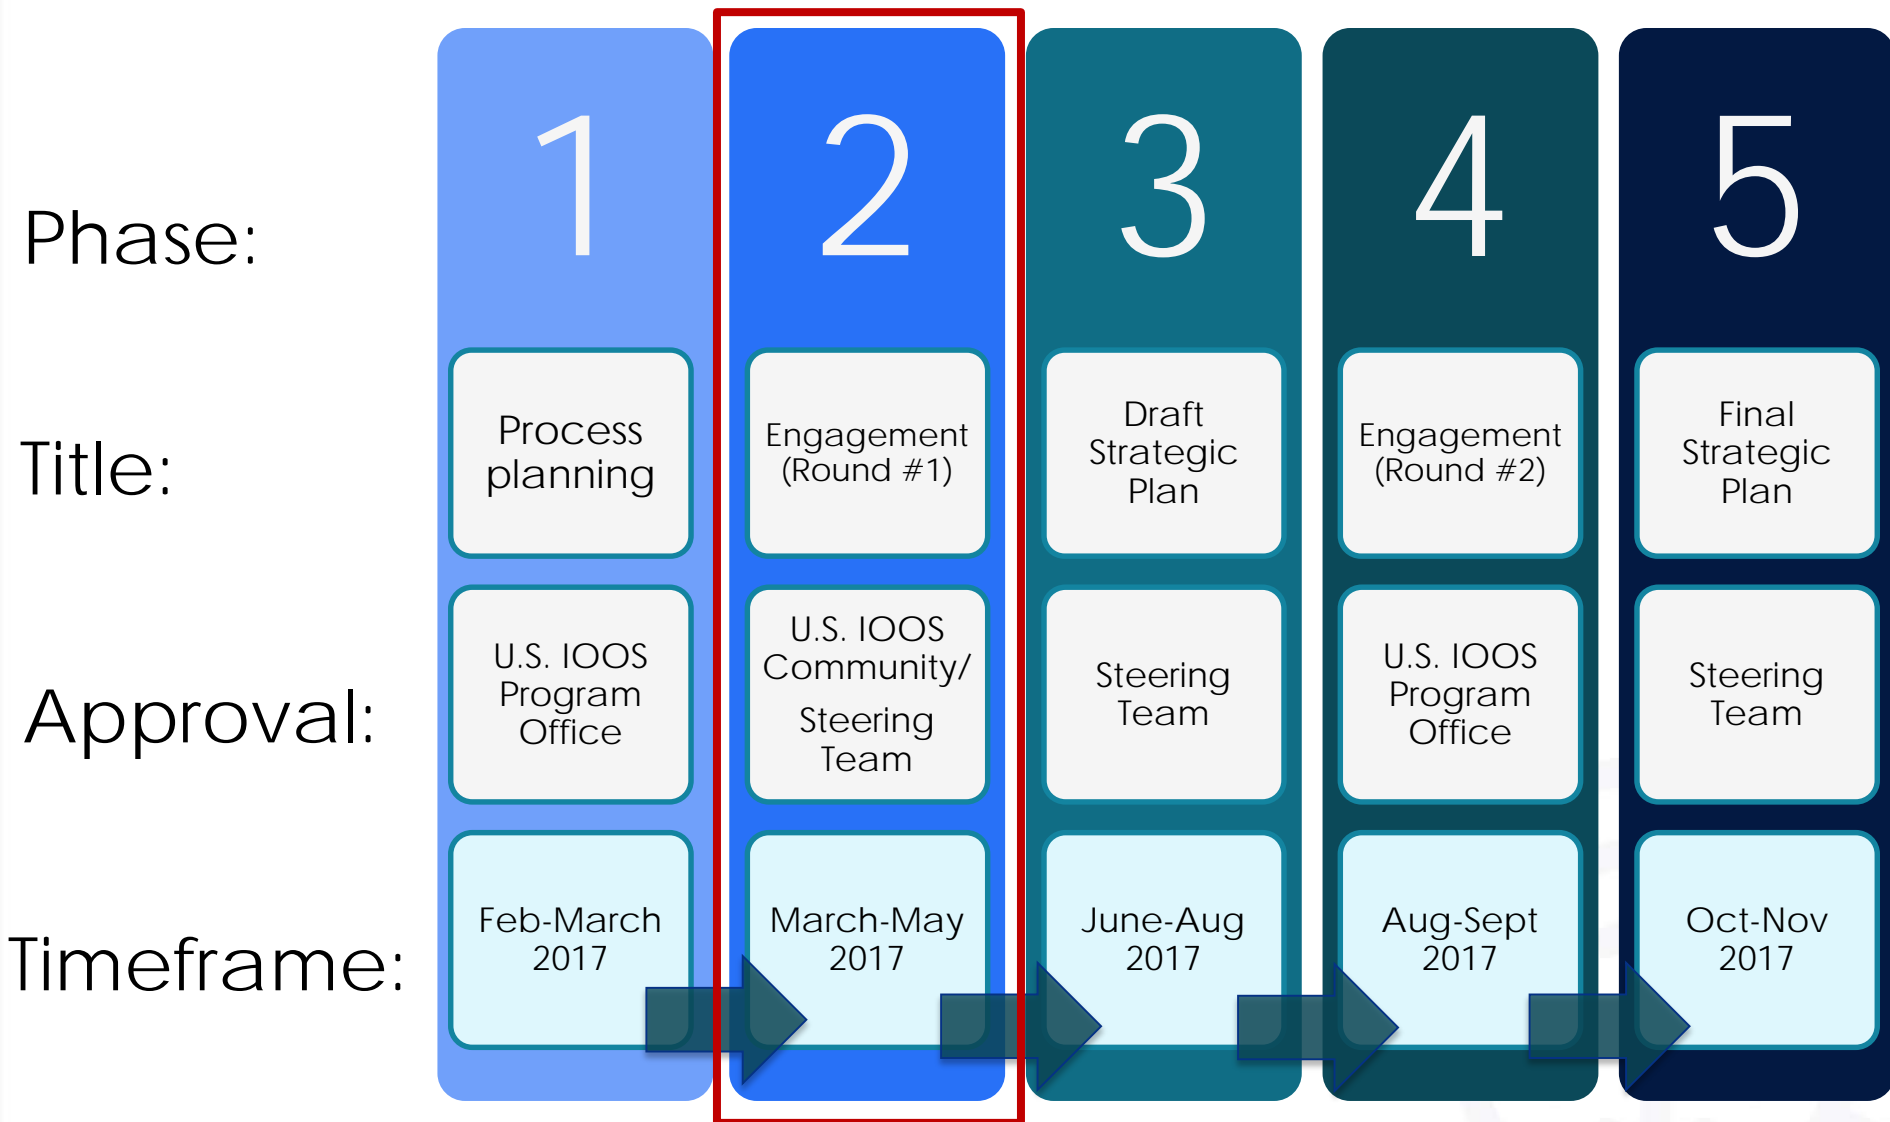 Phase:
1
2
3
4
5
Title:
Process
planning
Engagement
(Round #1)
Draft
Strategic
Plan
Engagement
(Round #2)
Final
Strategic
Plan
Approval:
U.S. IOOS
Program
Office
U.S. IOOS
Community/
Steering
Team
Steering
Team
U.S. IOOS
Program
Office
Steering
Team
Timeframe:
Feb-March
2017
March-May
2017
June-Aug
2017
Aug-Sept
2017
Oct-Nov
2017